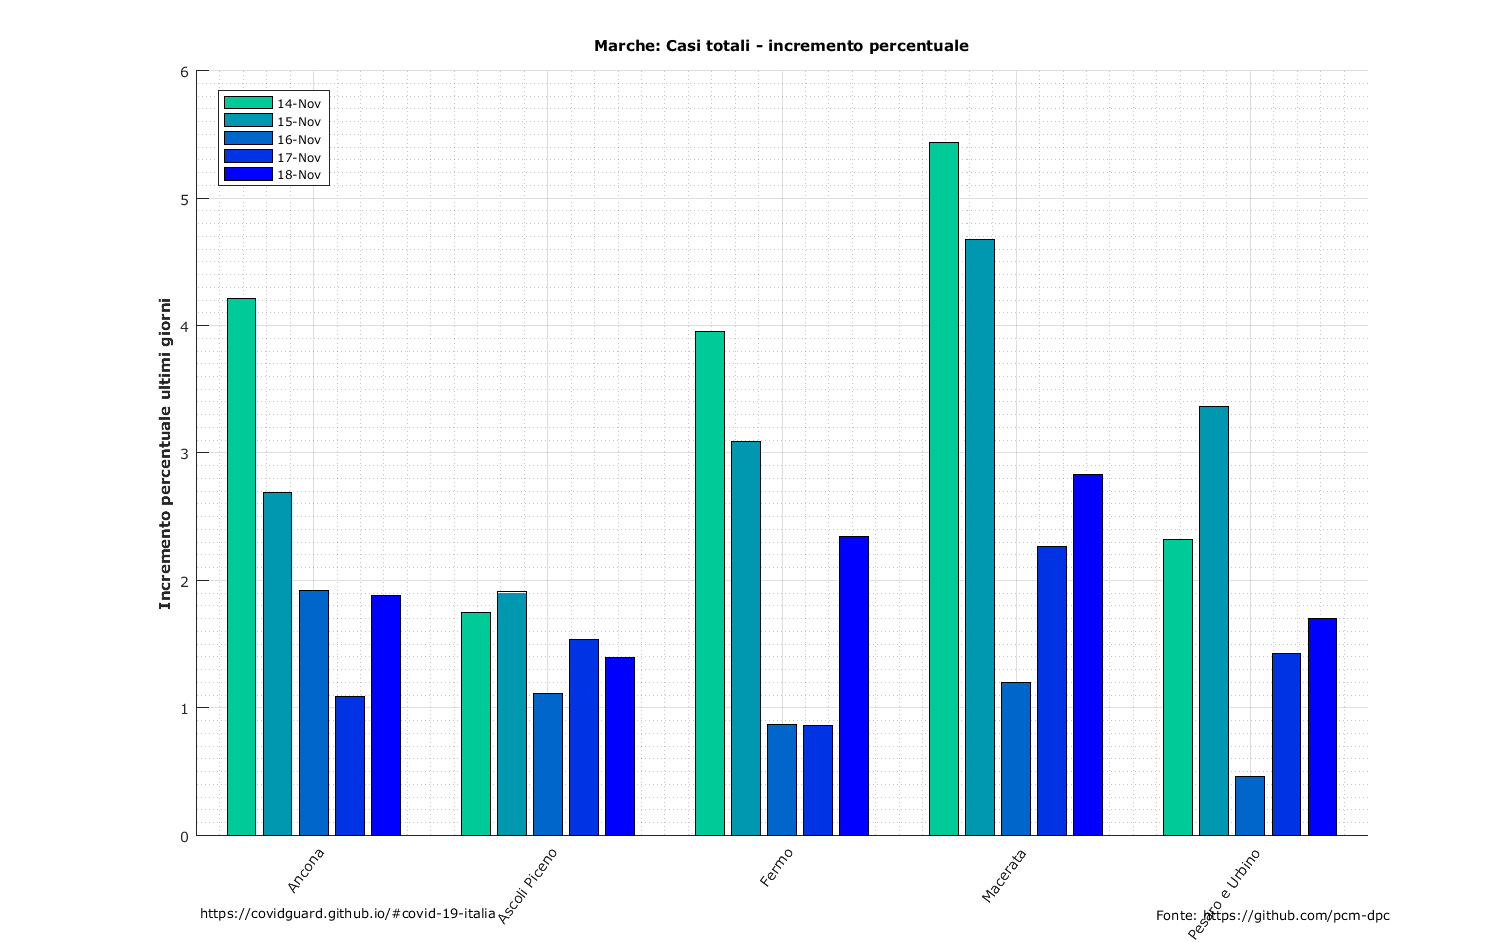 Marche: Casi totali - incremento percentuale
14-Nov
15-Nov
16-Nov
17-Nov
18-Nov
Incremento percentuale ultimi giorni
6
5
4
3
2
1
0
Ancona
Ascoli Piceno
Fermo
Macerata
Pesaro e Urbino
https://covidguard.github.io/#covid-19-italia
Fonte: https://github.com/pcm-dpc